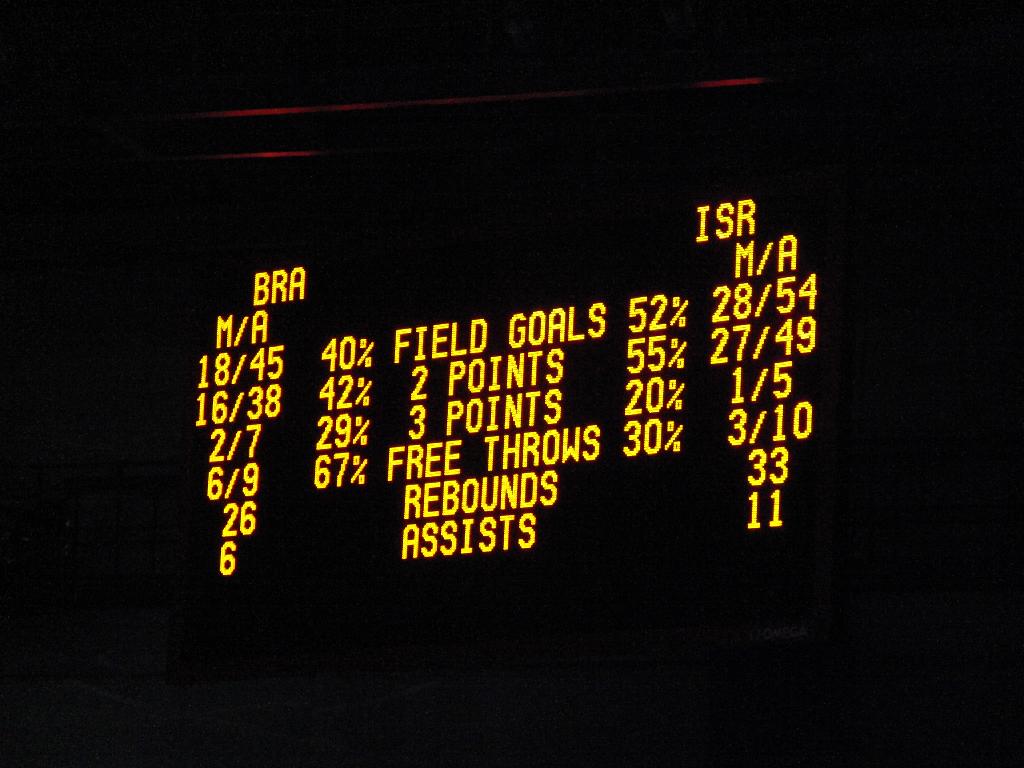 BRA ISR
M/A M/A
18/45 40% FIELD GOALS 52% 28/54
16/38 42% 2 POINTS 55% 27/49
2/7 29% 3 POINTS 20% 1/5
6/9 67% FREE THROWS 30% 3/10
26 REBOUNDS 33
6 ASSISTS 11
OMEGA